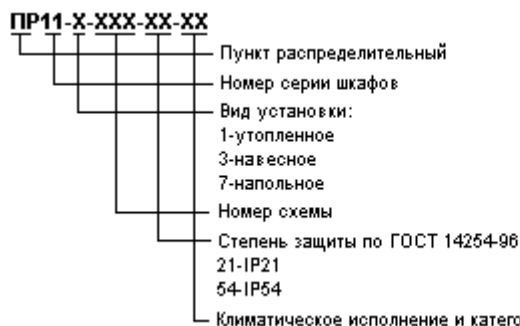 ПР11-Х-ХХХ-ХХ-ХХ
Пункт распределительный
Номер серии шкафов
Вид установки:
1-утопленное
3-навесное
7-напольное
Номер схемы
Степень защиты по ГОСТ 14254-96
21-IP21
54-IP54
Климатическое исполнение и